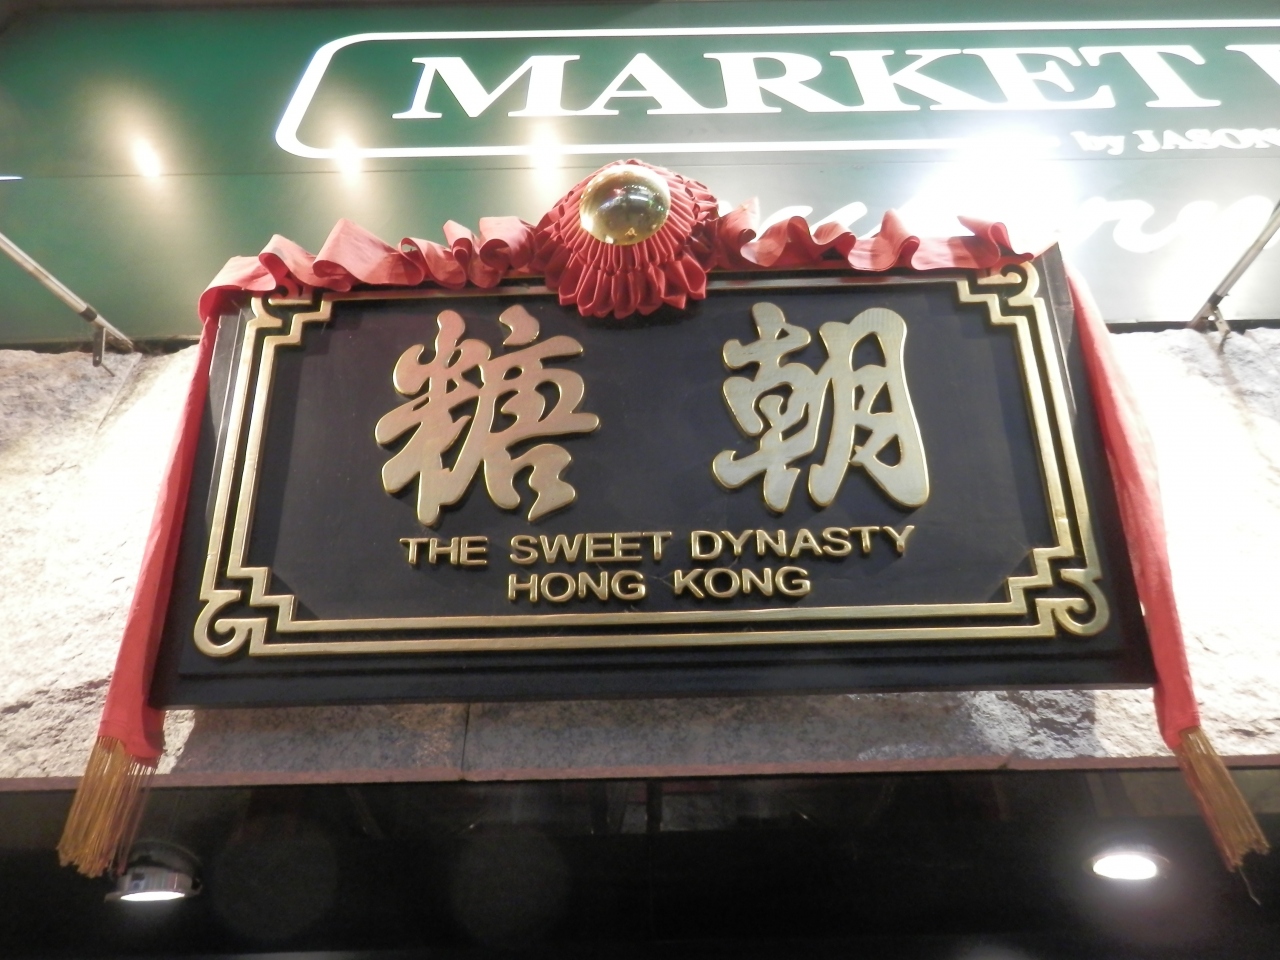 MARKET
by JASON
糖朝
THE SWEET DYNASTY
HONG KONG